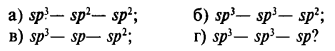 а) sp³— sp²— sp²; б) sp³— sp³— sp²;
в) sp³— sp— sp²; г) sp³— sp³— sp?